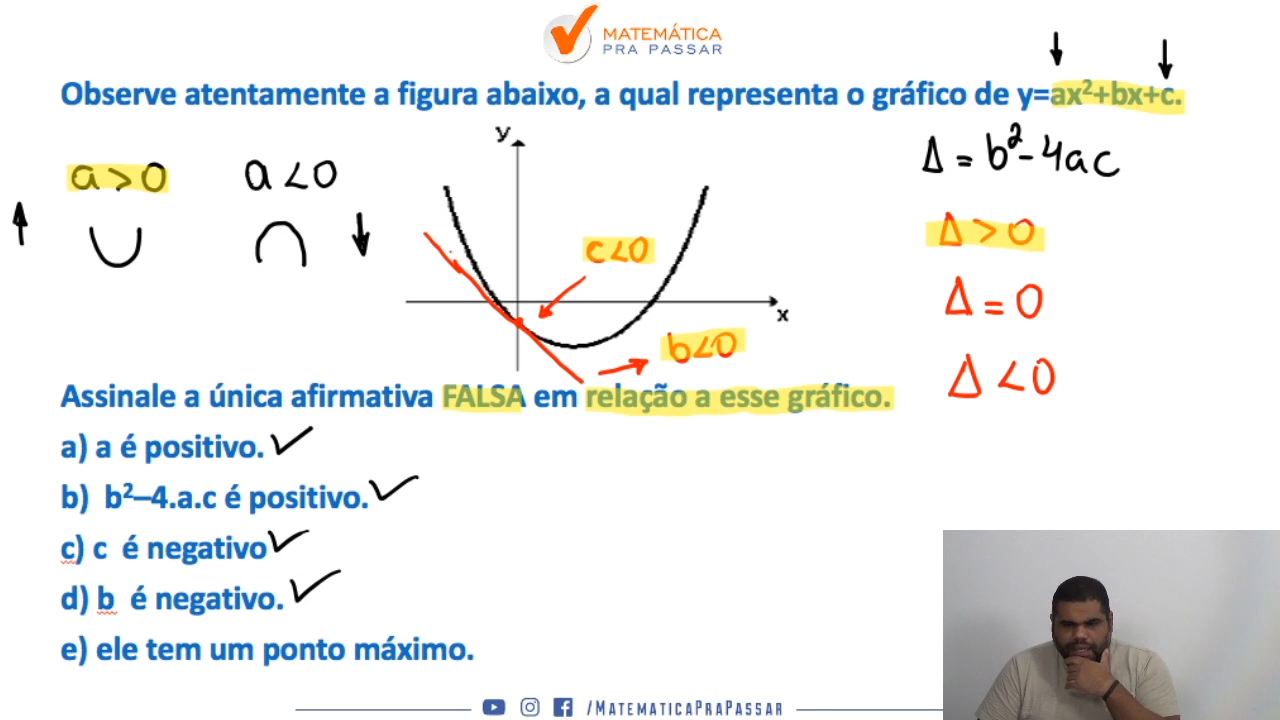 MATEMÁTICA
PRA PASSAR
Observe atentamente a figura abaixo, a qual representa o gráfico de y=ax²+bx+c.
a>0 a<0
y
x
c<0
b<0
Δ = b²-4ac
Δ > 0
Δ = 0
Δ < 0
Assinale a única afirmativa FALSA em relação a esse gráfico.
a) a é positivo.
b) b²–4.a.c é positivo.
c) c é negativo
d) b é negativo.
e) ele tem um ponto máximo.
/MatematicaPraPassar